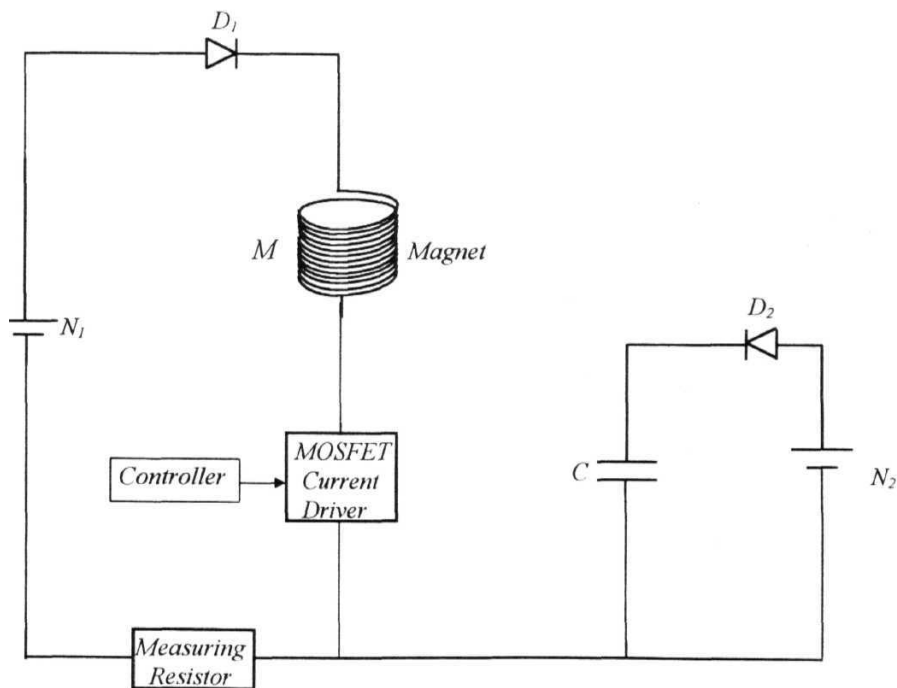 D1
M
Magnet
N1
D2
MOSFET
Current
Driver
Controller
C
N2
Measuring
Resistor